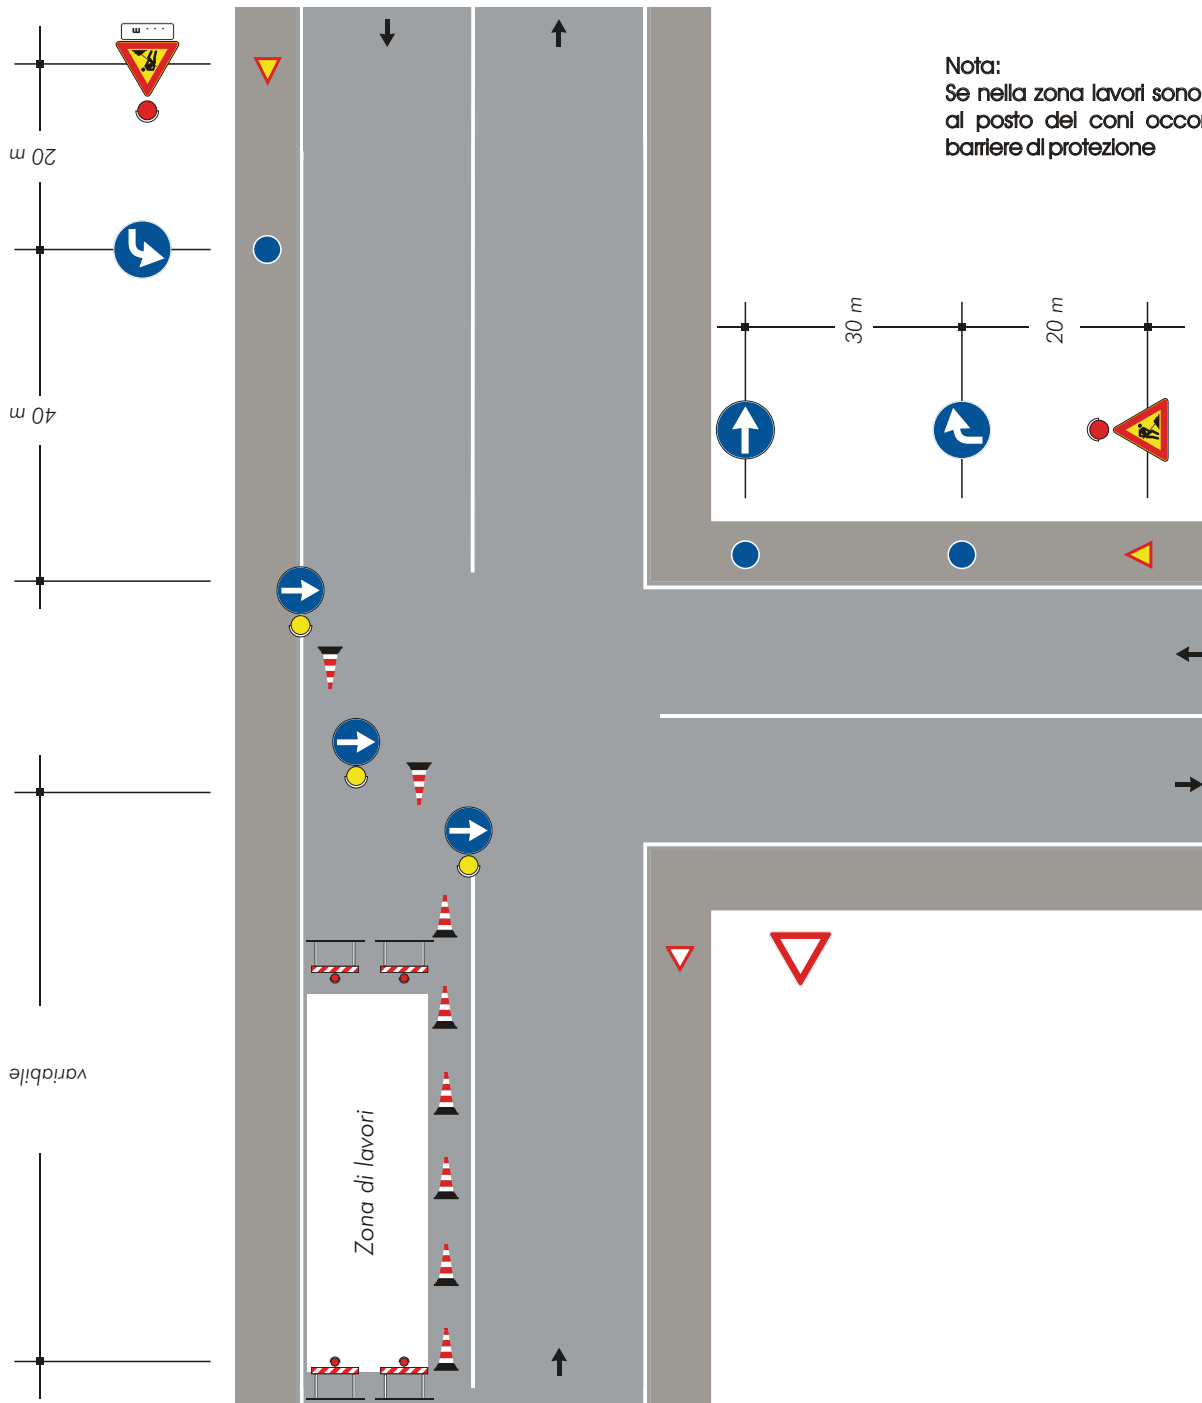 Nota:
Se nella zona lavori sono
al posto dei coni
barriere di protezione
m . . .
20 m
40 m
30 m
20 m
variabile
Zona di lavori